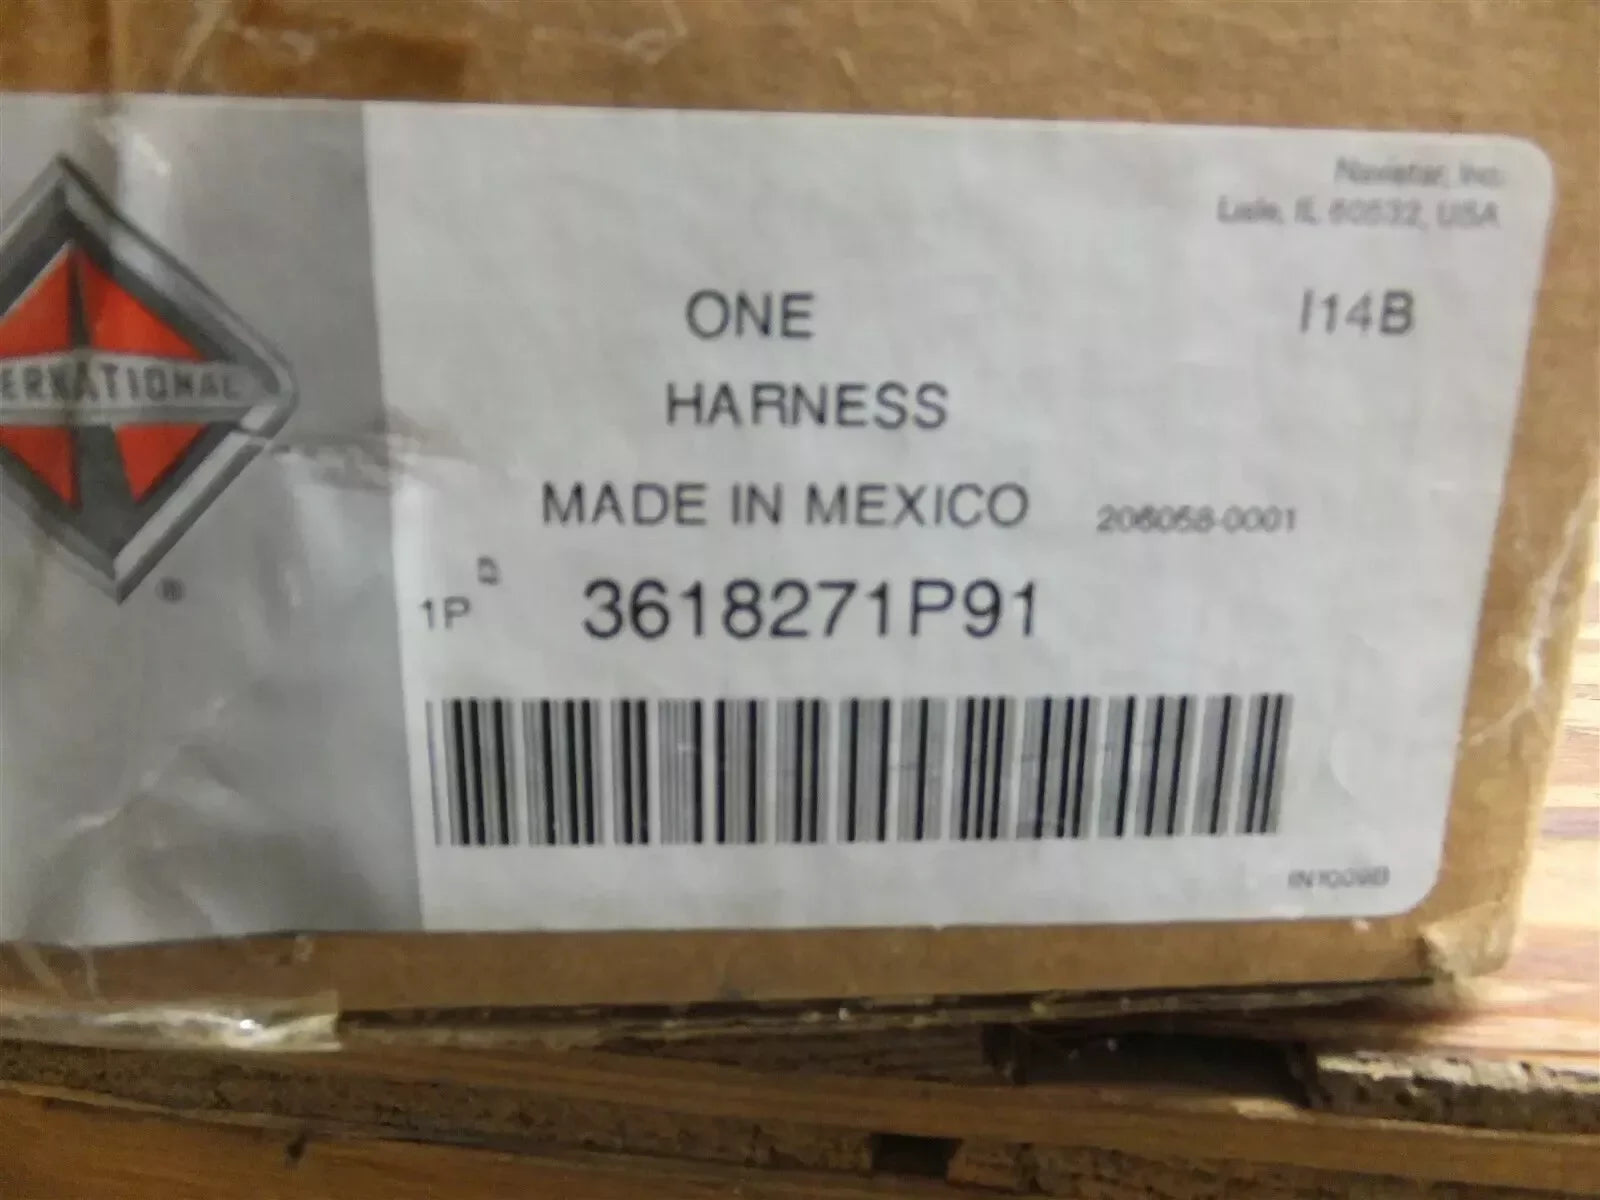 Navistar, Inc.
Lisle, IL 60532, USA
ERNATIONAL
®
ONE
I14B
HARNESS
MADE IN MEXICO
206058-0001
1P
3618271P91